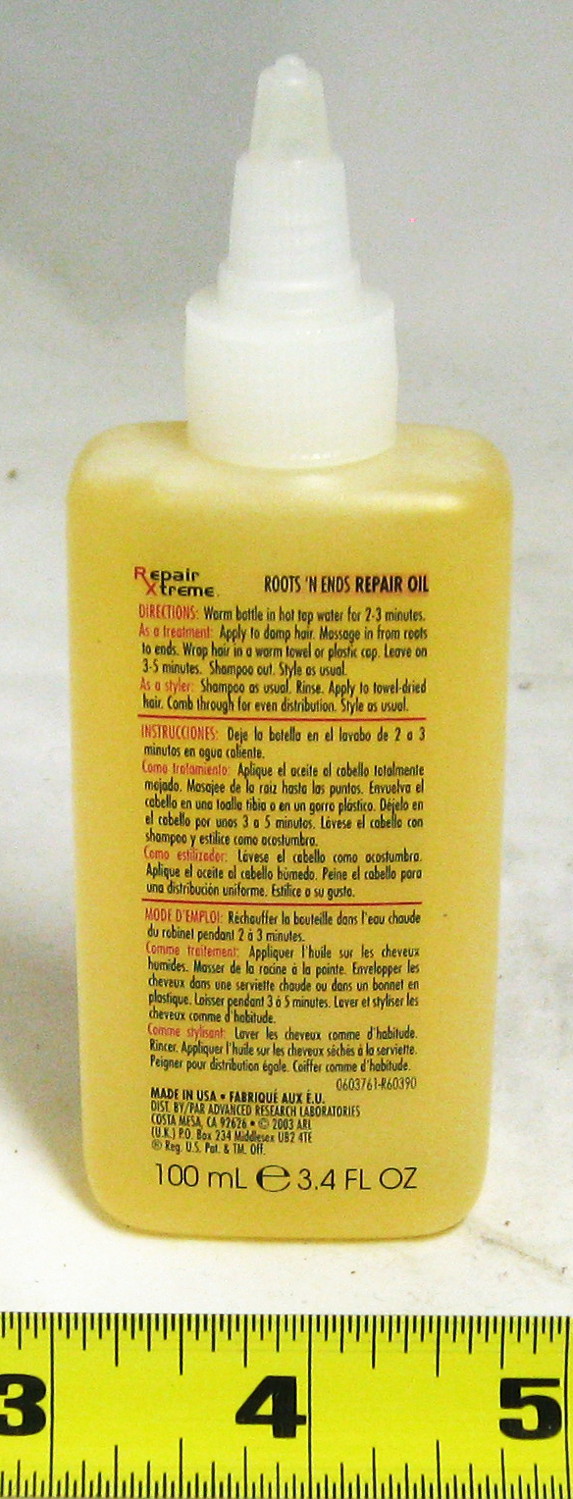 Repair
Xtreme.
ROOTS 'N ENDS REPAIR OIL
DIRECTIONS: Warm bottle in hot tap water for 2-3 minutes.
As a treatment: Apply to damp hair. Massage in from roots
to ends. Wrap hair in a warm towel or plastic cap. Leave on
3-5 minutes. Shampoo out. Style as usual.
As a styler: Shampoo as usual. Rinse. Apply to towel-dried
hair. Comb through for even distribution. Style as usual.
INSTRUCCIONES: Deje la botella en el lavabo de 2 a 3
minutos en agua caliente.
Como tratamiento: Aplique el aceite al cabello totalmente
mojado. Masajee de la raiz hasta las puntas. Envuelva el
cabello en una toalla tibia o en un gorro plástico. Déjelo en
el cabello por unos 3 a 5 minutos. Lávese el cabello con
shampoo y estilice como acostumbra.
Como estilizador: Lávese el cabello como acostumbra.
Aplique el aceite al cabello húmedo. Peine el cabello para
una distribución uniforme. Estilice a su gusto.
MODE D'EMPLOI: Réchauffer la bouteille dans l'eau chaude
du robinet pendant 2 à 3 minutes.
Comme traitement: Appliquer l'huile sur les cheveux
humides. Masser de la racine à la pointe. Envelopper les
cheveux dans une serviette chaude ou dans un bonnet en
plastique. Laisser pendant 3 à 5 minutes. Laver et styliser les
cheveux comme d'habitude.
Comme stylisant: Laver les cheveux comme d'habitude.
Rincer. Appliquer l'huile sur les cheveux séchés à la serviette.
Peigner pour distribution égale. Coiffer comme d'habitude.
0603761-R60390
MADE IN USA • FABRIQUÉ AUX É.U.
DIST. BY/PAR ADVANCED RESEARCH LABORATORIES
COSTA MESA, CA 92626 • © 2003 ARL
(U.K.) P.O. Box 234 Middlesex UB2 4TE
® Reg. U.S. Pat. & TM. Off.
100 mL ℮ 3.4 FL OZ
3 4 5